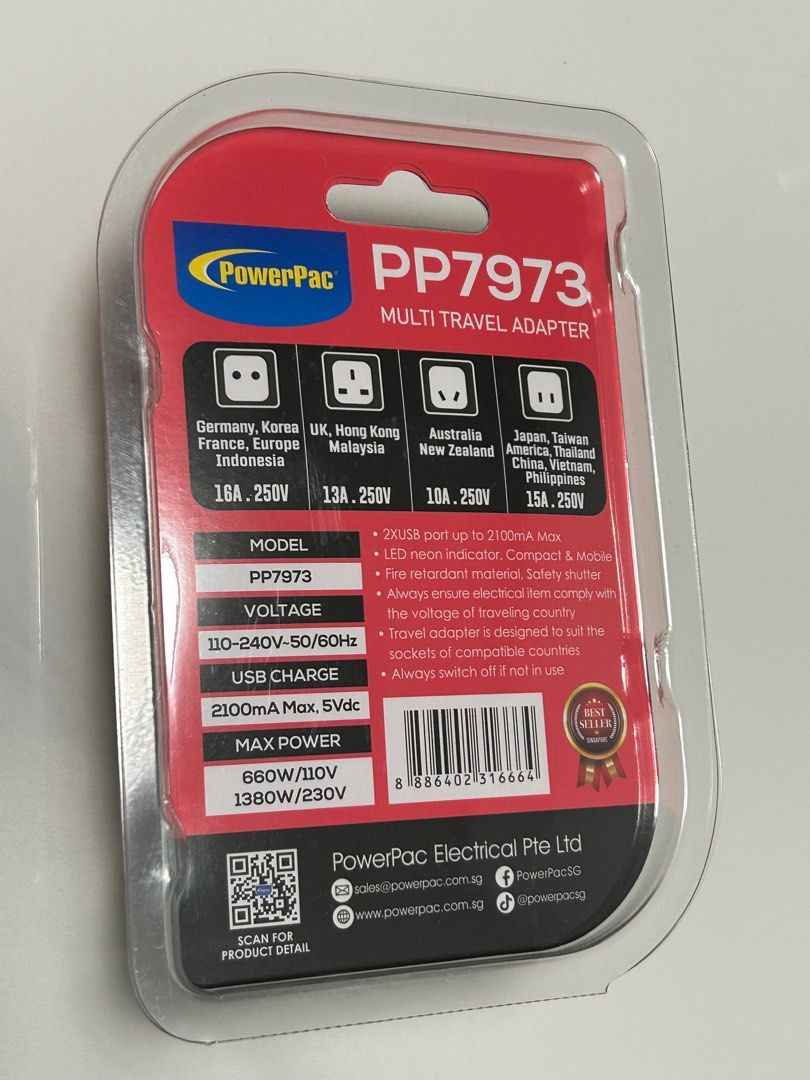 PowerPac
PP7973
MULTI TRAVEL ADAPTER
Germany, Korea
France, Europe
Indonesia
16A . 250V
UK, Hong Kong
Malaysia
13A . 250V
Australia
New Zealand
10A . 250V
Japan, Taiwan
America, Thailand
China, Vietnam,
Philippines
15A . 250V
MODEL
PP7973
VOLTAGE
110-240V~50/60Hz
USB CHARGE
2100mA Max, 5Vdc
MAX POWER
660W/110V
1380W/230V
• 2XUSB port up to 2100mA Max
• LED neon indicator, Compact & Mobile
• Fire retardant material, Safety shutter
• Always ensure electrical item comply with
the voltage of traveling country
• Travel adapter is designed to suit the
sockets of compatible countries
• Always switch off if not in use
8 886402 316664
BEST
SELLER
SINGAPORE
SCAN FOR
PRODUCT DETAIL
PowerPac Electrical Pte Ltd
sales@powerpac.com.sg
PowerPacSG
www.powerpac.com.sg
@powerpacsg